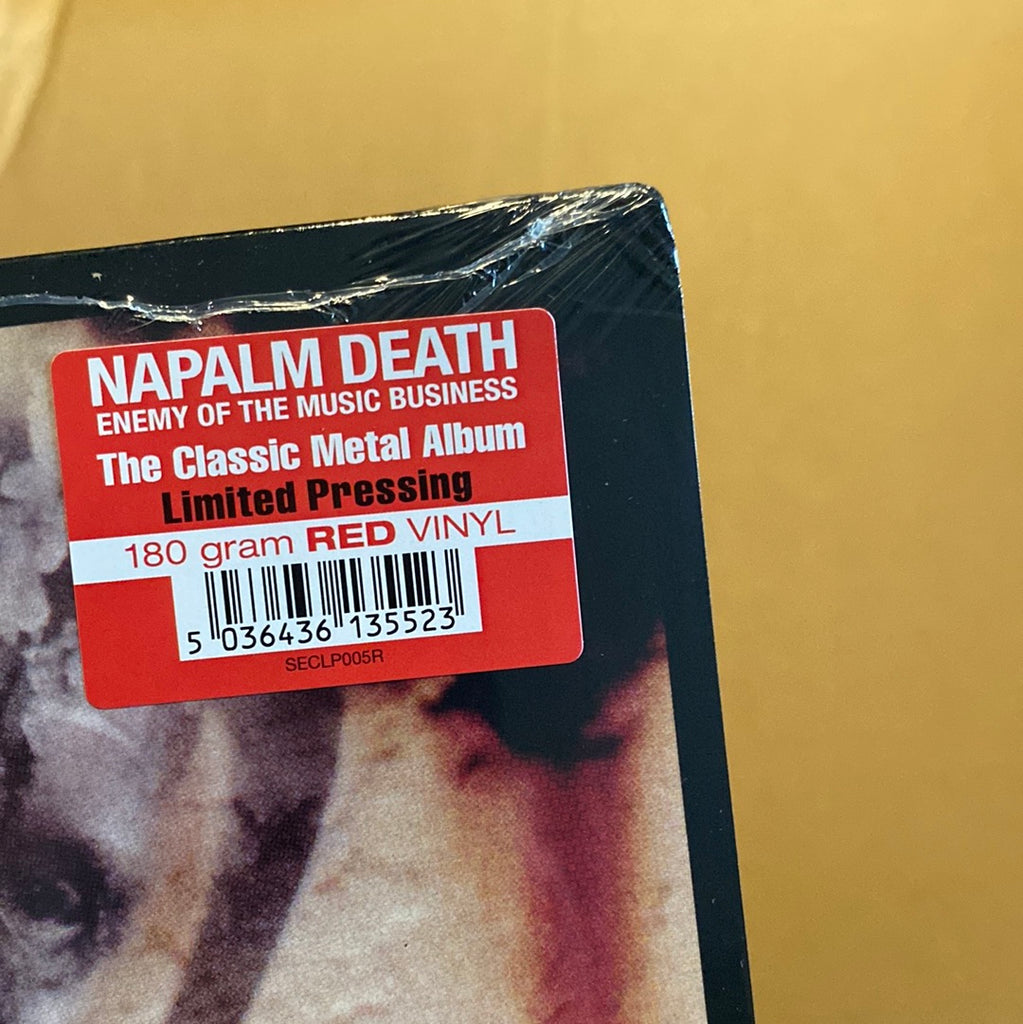 NAPALM DEATH
ENEMY OF THE MUSIC BUSINESS
The Classic Metal Album
Limited Pressing
180 gram RED VINYL
5 036436 135523
SECLP005R